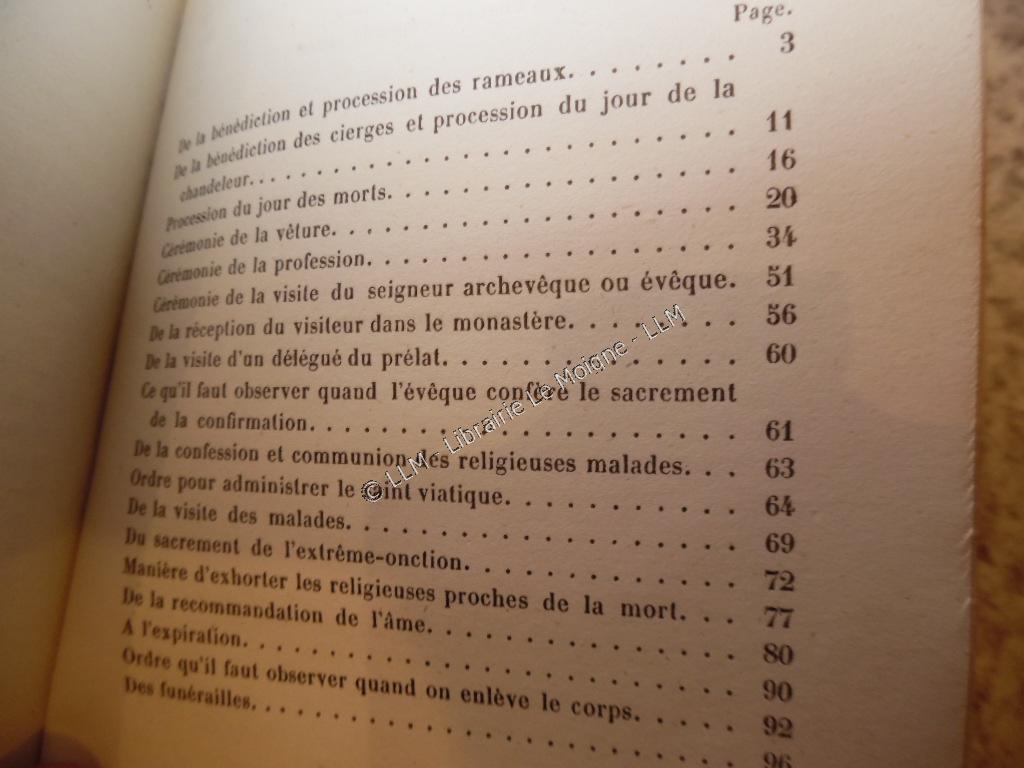 Page.
De la bénédiction et procession des rameaux. . . . . . . . 3
De la bénédiction des cierges et procession du jour de la
chandeleur. . . . . . . . . . . . . . . . . . . . . . 11
Procession du jour des morts. . . . . . . . . . . . . . . 16
Cérémonie de la vêture. . . . . . . . . . . . . . . . . . 20
Cérémonie de la profession. . . . . . . . . . . . . . . . 34
Cérémonie de la visite du seigneur archevêque ou évêque. 51
De la réception du visiteur dans le monastère. . . . . . . 56
De la visite d'un délégué du prélat. . . . . . . . . . . . 60
Ce qu'il faut observer quand l'évêque confère le sacrement
de la confirmation. . . . . . . . . . . . . . . . . . . 61
De la confession et communion des religieuses malades. . . 63
Ordre pour administrer le saint viatique. . . . . . . . . 64
De la visite des malades. . . . . . . . . . . . . . . . . 69
Du sacrement de l'extrême-onction. . . . . . . . . . . . 72
Manière d'exhorter les religieuses proches de la mort. . . 77
De la recommandation de l'âme. . . . . . . . . . . . . . 80
A l'expiration. . . . . . . . . . . . . . . . . . . . . . 90
Ordre qu'il faut observer quand on enlève le corps. . . . 92
Des funérailles. . . . . . . . . . . . . . . . . . . . . 96
© LLM - Librairie Le Moigne - LLM